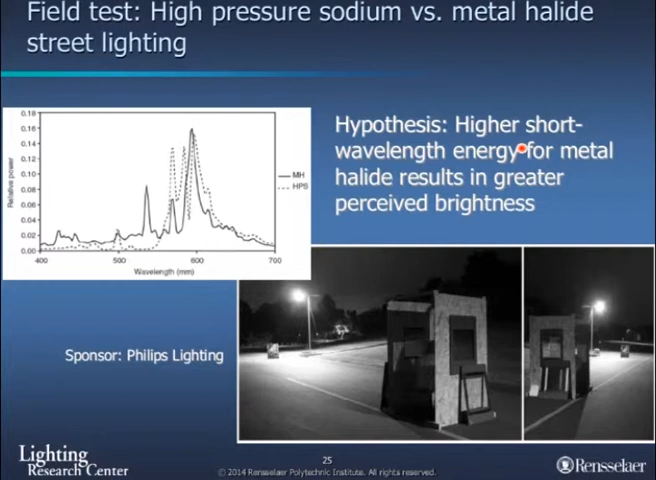 Field test: High pressure sodium vs. metal halide
street lighting
0.18
0.16
0.14
0.12
0.10
0.08
0.06
0.04
0.02
0.00
Relative power
400
500
600
700
Wavelength (mm)
MH
HPS
Hypothesis: Higher short-
wavelength energy for metal
halide results in greater
perceived brightness
Sponsor: Philips Lighting
Lighting
Research Center
25
© 2014 Rensselaer Polytechnic Institute. All rights reserved.
Rensselaer